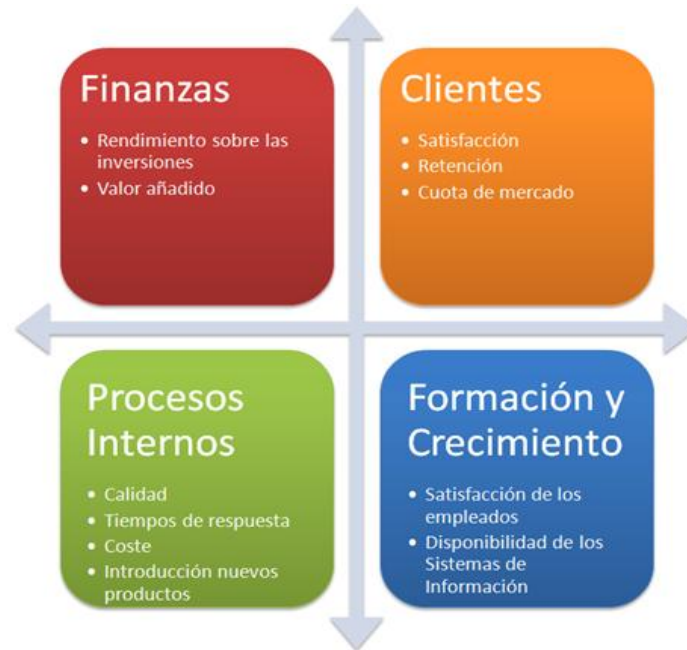 Finanzas
• Rendimiento sobre las
inversiones
• Valor añadido
Clientes
• Satisfacción
• Retención
• Cuota de mercado
Procesos
Internos
• Calidad
• Tiempos de respuesta
• Coste
• Introducción nuevos
productos
Formación y
Crecimiento
• Satisfacción de los
empleados
• Disponibilidad de los
Sistemas de
Información